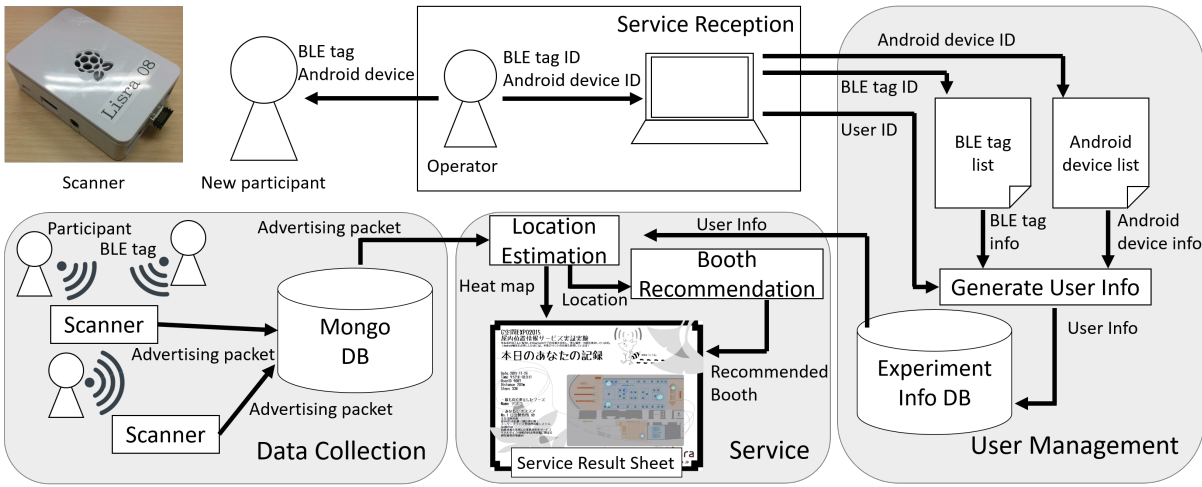 Lisra 08
Scanner
New participant
BLE tag
Android device
Service Reception
BLE tag ID
Android device ID
Operator
Android device ID
BLE tag ID
User ID
BLE tag
list
Android
device list
BLE tag
info
Android
device info
Generate User Info
User Info
Experiment
Info DB
User Management
Participant
BLE tag
Advertising packet
Scanner
Mongo
DB
Advertising packet
Scanner
Advertising packet
Data Collection
Location
Estimation
User Info
Heat map
Location
Booth
Recommendation
本日のあなたの記録
Recommended
Booth
Service Result Sheet
Service